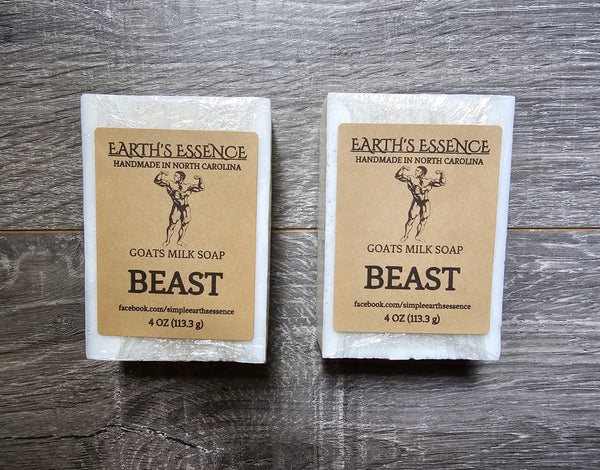 EARTH'S ESSENCE
HANDMADE IN NORTH CAROLINA
GOATS MILK SOAP
BEAST
facebook.com/simpleearthsessence
4 OZ (113.3 g)
EARTH'S ESSENCE
HANDMADE IN NORTH CAROLINA
GOATS MILK SOAP
BEAST
facebook.com/simpleearthsessence
4 OZ (113.3 g)